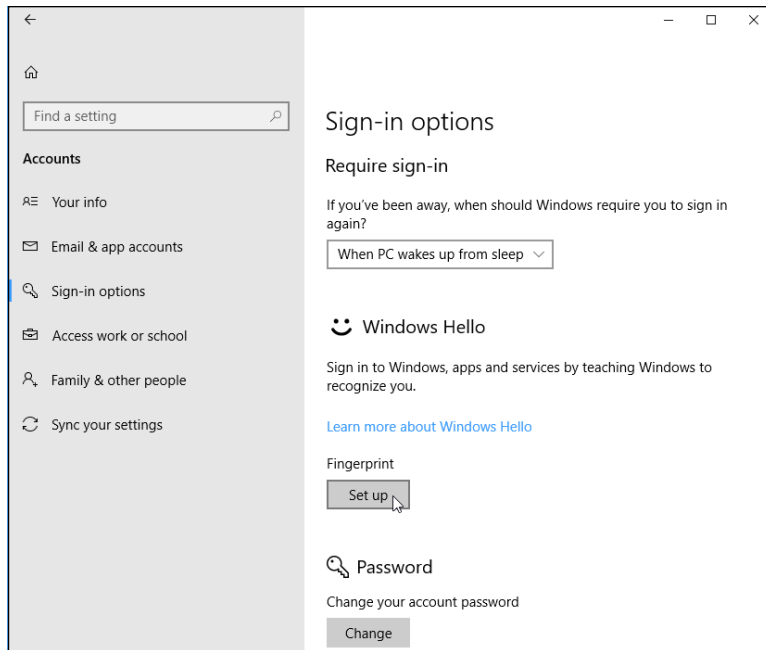 Find a setting
Accounts
Your info
Email & app accounts
Sign-in options
Access work or school
Family & other people
Sync your settings
Sign-in options
Require sign-in
If you've been away, when should Windows require you to sign in
again?
When PC wakes up from sleep
Windows Hello
Sign in to Windows, apps and services by teaching Windows to
recognize you.
Learn more about Windows Hello
Fingerprint
Set up
Password
Change your account password
Change